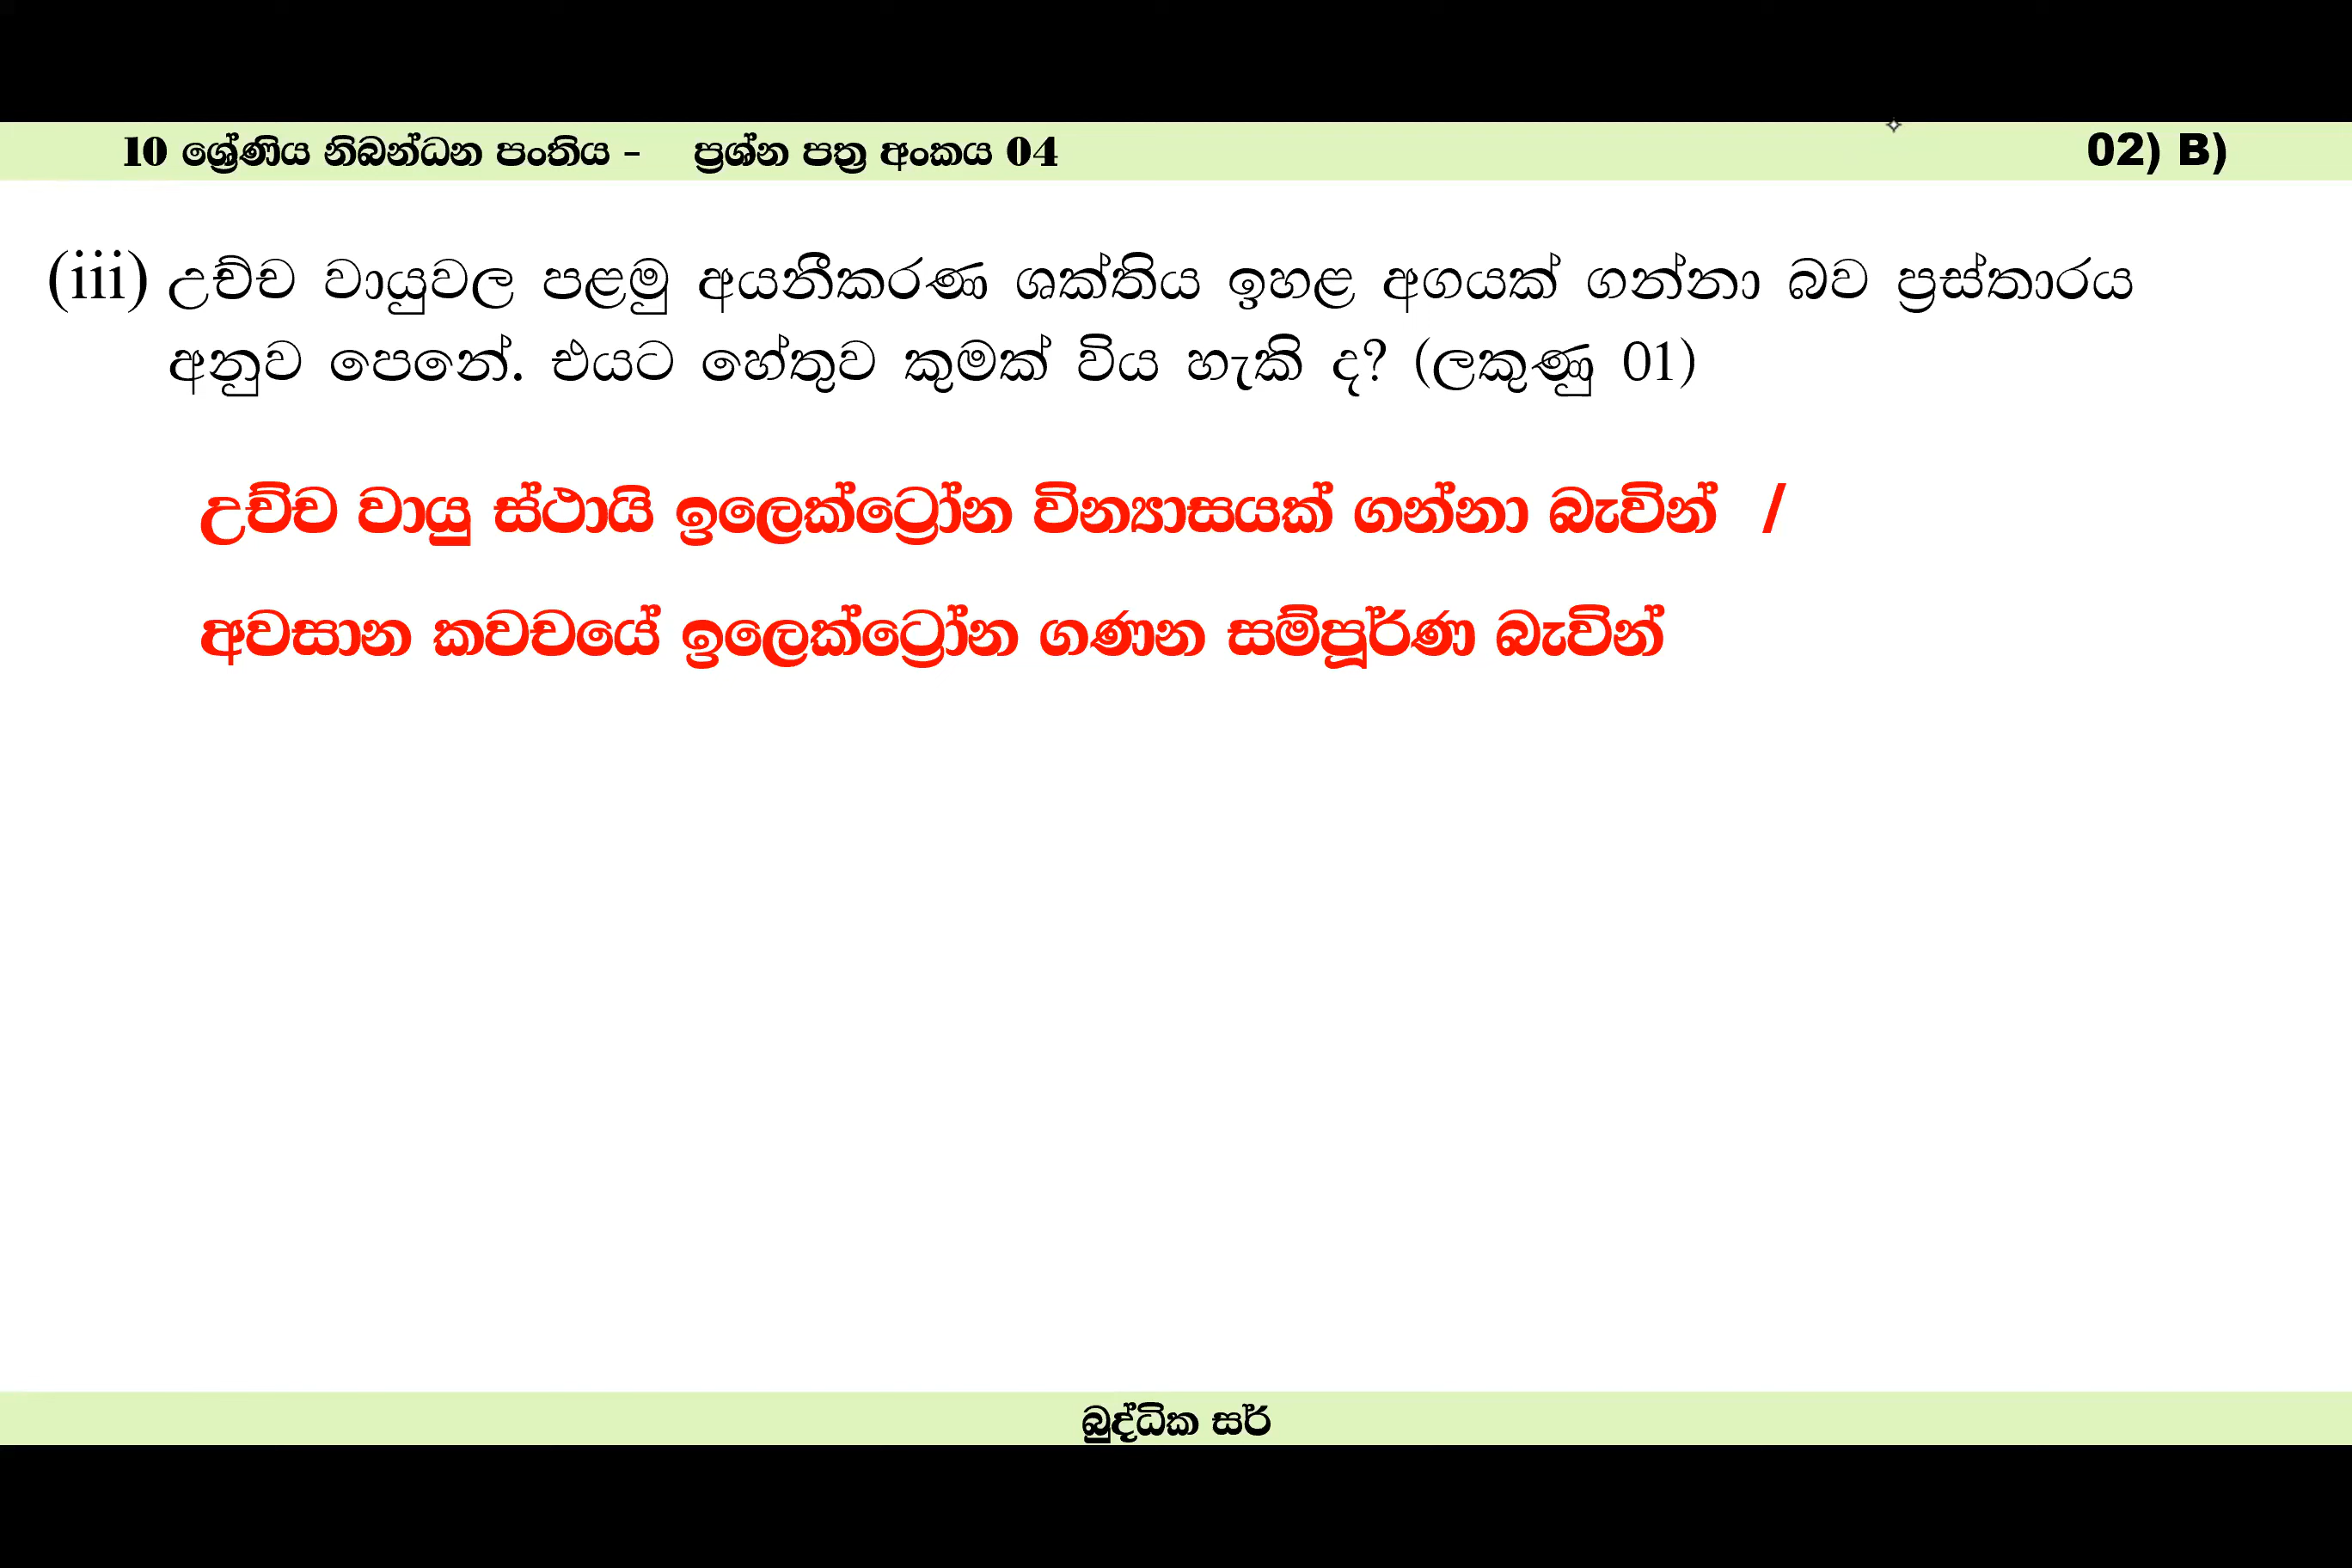 10 ශ්‍රේණිය නිබන්ධන පංතිය - ප්‍රශ්න පත්‍ර අංකය 04 02) B)
(iii) උච්ච වායුවල පළමු අයනීකරණ ශක්තිය ඉහළ අගයක් ගන්නා බව ප්‍රස්තාරය
අනුව පෙනේ. එයට හේතුව කුමක් විය හැකි ද? (ලකුණු 01)
උච්ච වායු ස්ථායි ඉලෙක්ට්‍රෝන වින්‍යාසයක් ගන්නා බැවින් /
අවසාන කවචයේ ඉලෙක්ට්‍රෝන ගණන සම්පූර්ණ බැවින්
බුද්ධික සර්